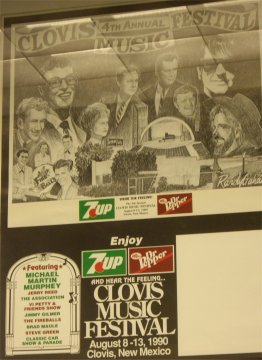 CLOVIS 4TH ANNUAL FESTIVAL
MUSIC
7UP
Dr Pepper
Enjoy
7UP
Dr Pepper
AND HEAR THE FEELING...
CLOVIS
MUSIC
FESTIVAL
August 8-13, 1990
Clovis, New Mexico
Featuring
MICHAEL
MARTIN
MURPHEY
JERRY REED
THE ASSOCIATION
VI PETTY &
FRIENDS SHOW
JIMMY GILMER
THE FIREBALLS
BRAD MAULE
STEVE GREEN
CLASSIC CAR
SHOW & PARADE